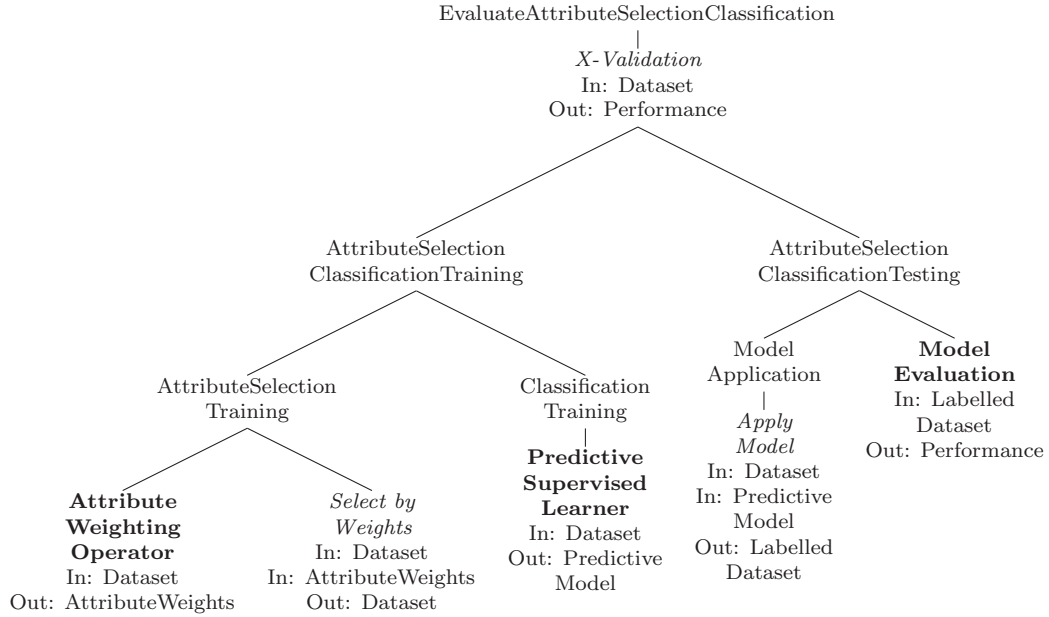 EvaluateAttributeSelectionClassification
X-Validation
In: Dataset
Out: Performance
AttributeSelection
ClassificationTraining
AttributeSelection
ClassificationTesting
AttributeSelection
Training
Classification
Training
Model
Application
Model
Evaluation
In: Labelled
Dataset
Out: Performance
Attribute
Weighting
Operator
In: Dataset
Out: AttributeWeights
Select by
Weights
In: Dataset
In: AttributeWeights
Out: Dataset
Predictive
Supervised
Learner
In: Dataset
Out: Predictive
Model
Apply
Model
In: Dataset
In: Predictive
Model
Out: Labelled
Dataset